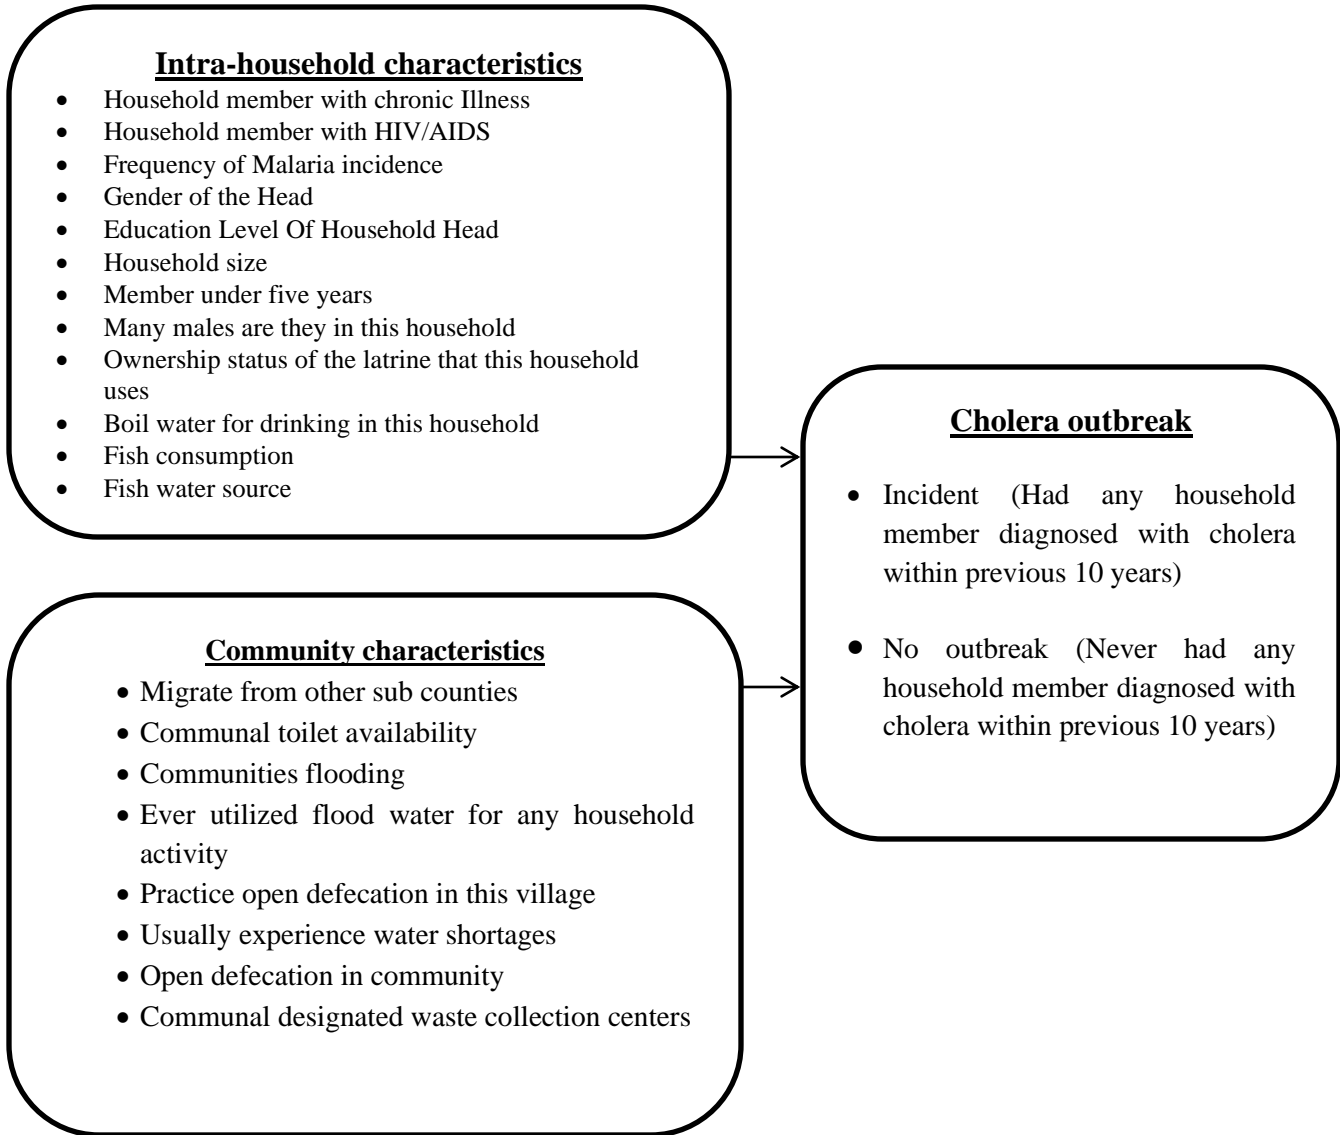 Intra-household characteristics
• Household member with chronic Illness
• Household member with HIV/AIDS
• Frequency of Malaria incidence
• Gender of the Head
• Education Level Of Household Head
• Household size
• Member under five years
• Many males are they in this household
• Ownership status of the latrine that this household
uses
• Boil water for drinking in this household
• Fish consumption
• Fish water source
Community characteristics
• Migrate from other sub counties
• Communal toilet availability
• Communities flooding
• Ever utilized flood water for any household
activity
• Practice open defecation in this village
• Usually experience water shortages
• Open defecation in community
• Communal designated waste collection centers
Cholera outbreak
• Incident (Had any household
member diagnosed with cholera
within previous 10 years)
• No outbreak (Never had any
household member diagnosed with
cholera within previous 10 years)